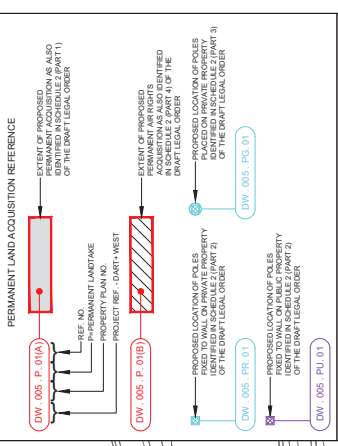 PERMANENT LAND ACQUISITION REFERENCE
DW . 005 . P . 01(A)
REF. NO.
P=PERMANENT LANDTAKE
PROPERTY PLAN NO.
PROJECT REF. - DART+ WEST
EXTENT OF PROPOSED
PERMANENT ACQUISITION AS ALSO
IDENTIFIED IN SCHEDULE 2 (PART 1)
OF THE DRAFT LEGAL ORDER
DW . 005 . P . 01(B)
EXTENT OF PROPOSED
PERMANENT AIR RIGHTS
ACQUISITION AS ALSO IDENTIFIED
IN SCHEDULE 2 (PART 4) OF THE
DRAFT LEGAL ORDER
PROPOSED LOCATION OF POLES
FIXED TO WALL ON PRIVATE PROPERTY
IDENTIFIED IN SCHEDULE 2 (PART 2)
OF THE DRAFT LEGAL ORDER
DW . 005 . PR. 01
PROPOSED LOCATION OF POLES
PLACED ON PRIVATE PROPERTY
IDENTIFIED IN SCHEDULE 2 (PART 3)
OF THE DRAFT LEGAL ORDER
DW . 005 . PG. 01
PROPOSED LOCATION OF POLES
FIXED TO WALL ON PUBLIC PROPERTY
IDENTIFIED IN SCHEDULE 2 (PART 2)
OF THE DRAFT LEGAL ORDER
DW . 005 . PU. 01